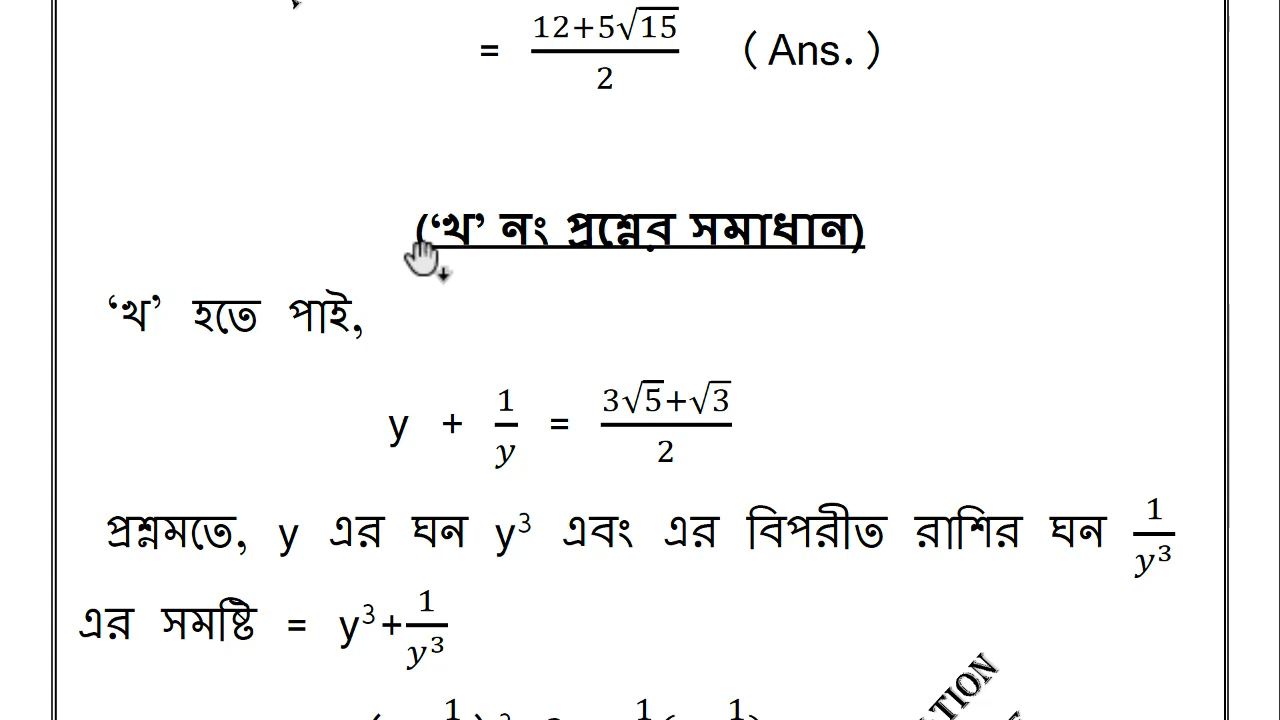 = (12+5√15)/2 (Ans.)
(‘খ’ নং প্রশ্নের সমাধান)
‘খ’ হতে পাই,
y + 1/y = (3√5+√3)/2
প্রশ্নমতে, y এর ঘন y³ এবং এর বিপরীত রাশির ঘন 1/y³
এর সমষ্টি = y³+1/y³